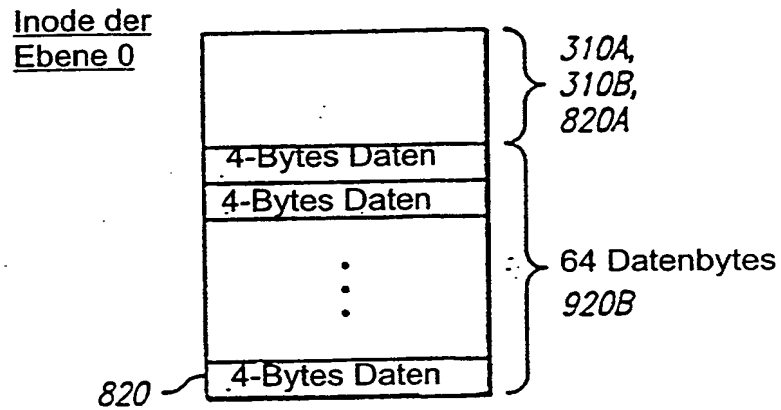 Inode der
Ebene 0
310A,
310B,
820A
4-Bytes Daten
4-Bytes Daten
64 Datenbytes
920B
4-Bytes Daten
820